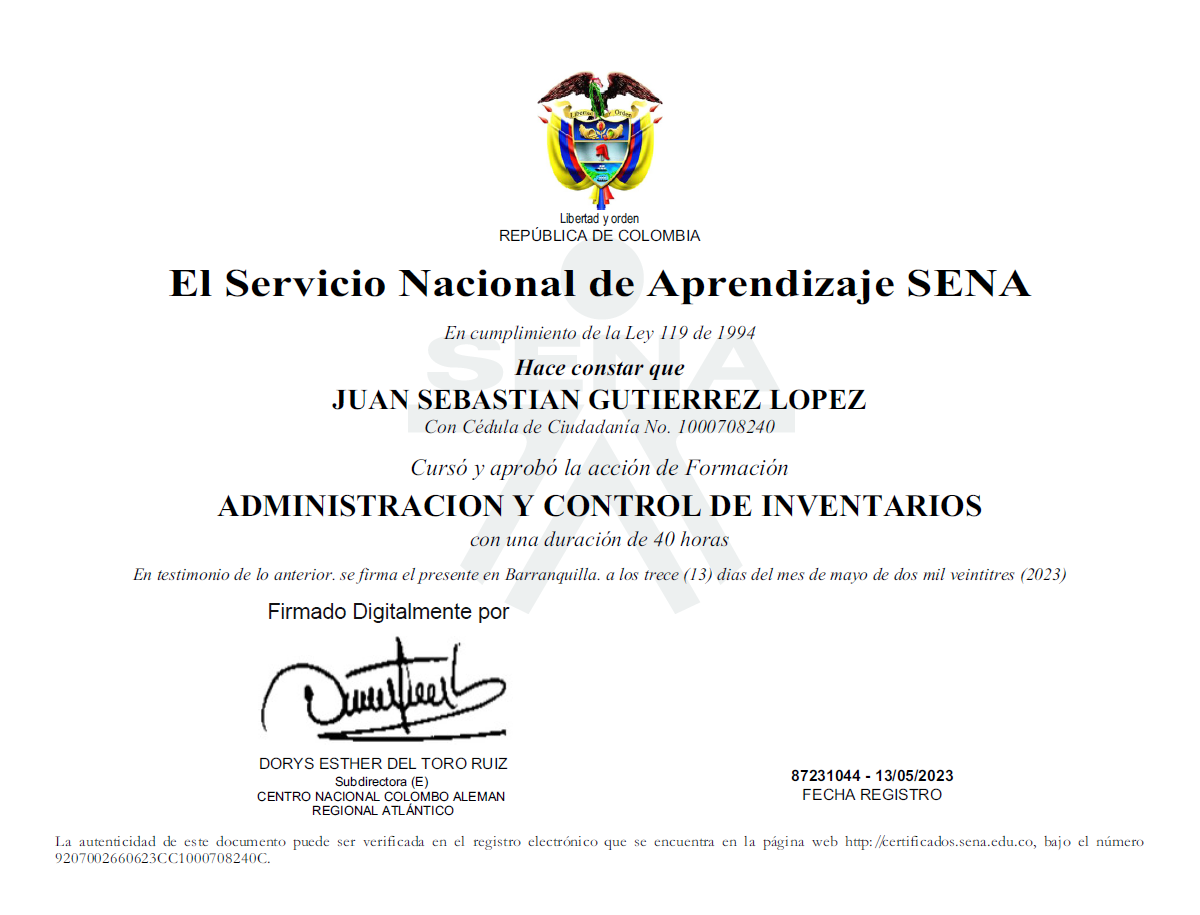 Libertad y Orden
Libertad y orden
REPÚBLICA DE COLOMBIA
El Servicio Nacional de Aprendizaje SENA
En cumplimiento de la Ley 119 de 1994
SENA
Hace constar que
JUAN SEBASTIAN GUTIERREZ LOPEZ
Con Cédula de Ciudadanía No. 1000708240
Cursó y aprobó la acción de Formación
ADMINISTRACION Y CONTROL DE INVENTARIOS
con una duración de 40 horas
En testimonio de lo anterior. se firma el presente en Barranquilla. a los trece (13) dias del mes de mayo de dos mil veintitres (2023)
Firmado Digitalmente por
DORYS ESTHER DEL TORO RUIZ
Subdirectora (E)
CENTRO NACIONAL COLOMBO ALEMAN
REGIONAL ATLÁNTICO
87231044 - 13/05/2023
FECHA REGISTRO
La autenticidad de este documento puede ser verificada en el registro electrónico que se encuentra en la página web http://certificados.sena.edu.co, bajo el número
9207002660623CC1000708240C.